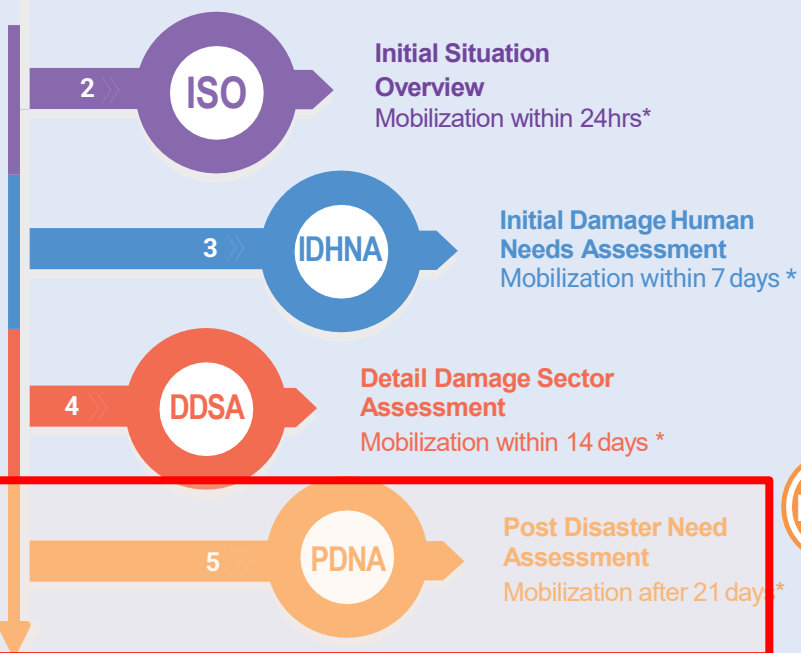 2
ISO
Initial Situation
Overview
Mobilization within 24hrs*
3
IDHNA
Initial Damage Human
Needs Assessment
Mobilization within 7 days *
4
DDSA
Detail Damage Sector
Assessment
Mobilization within 14 days *
5
PDNA
Post Disaster Need
Assessment
Mobilization after 21 days*